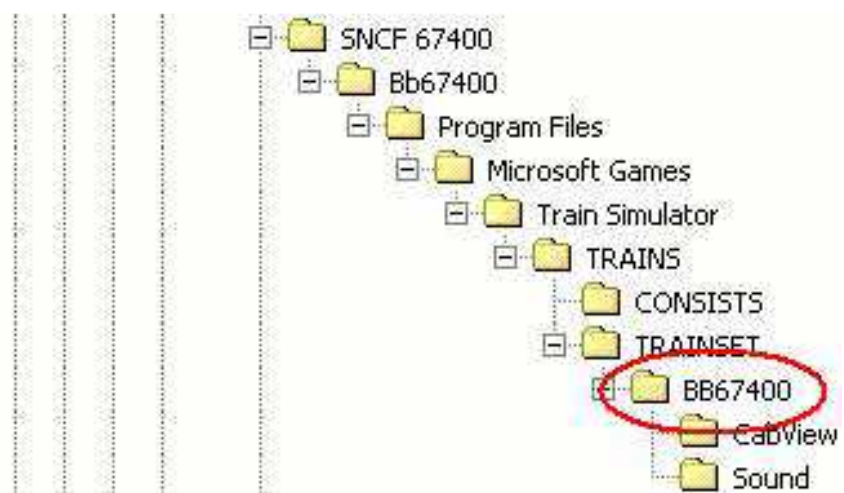 SNCF 67400
Bb67400
Program Files
Microsoft Games
Train Simulator
TRAINS
CONSISTS
TRAINSET
BB67400
CabView
Sound